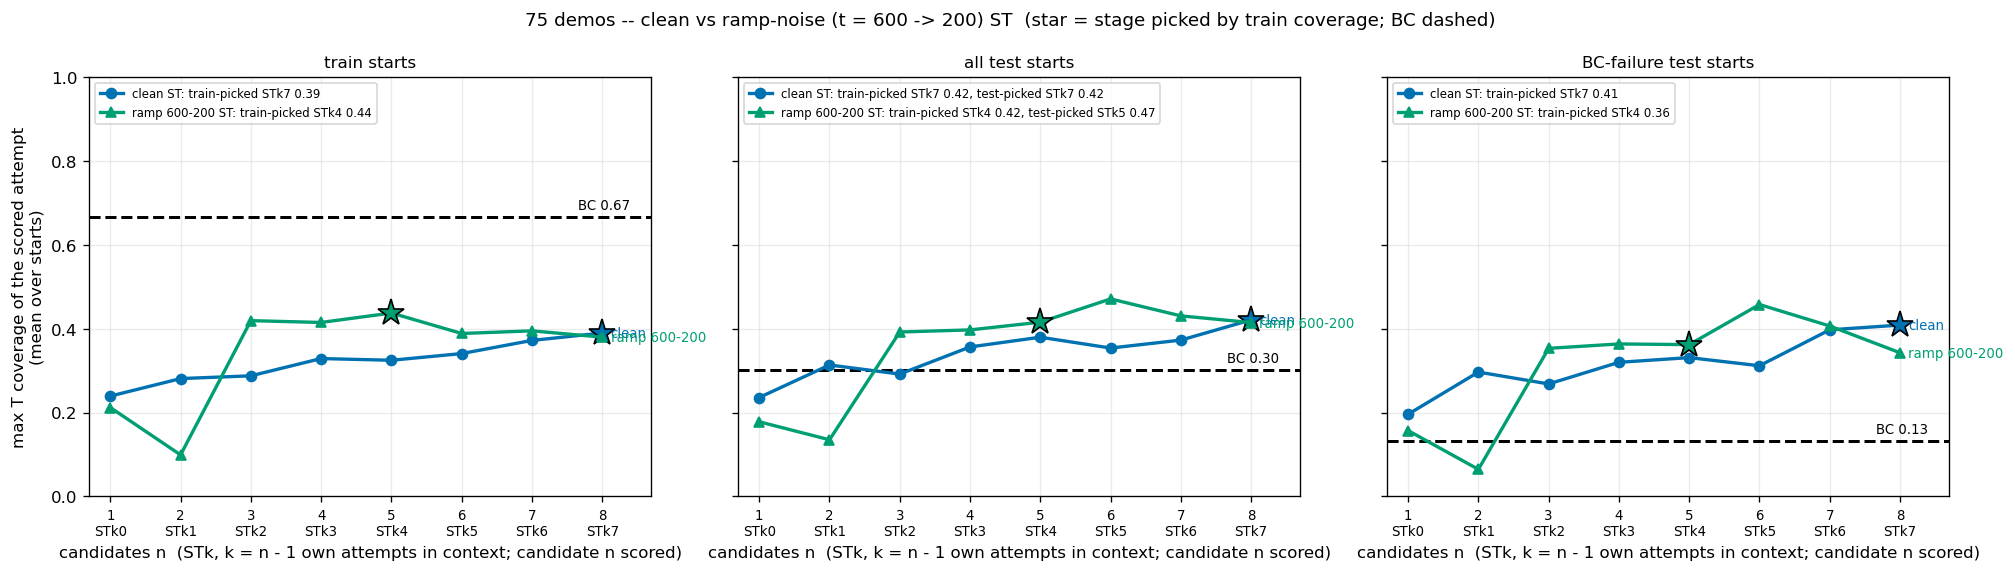 75 demos -- clean vs ramp-noise (t = 600 -> 200) ST  (star = stage picked by train coverage; BC dashed)
train starts
max T coverage of the scored attempt
(mean over starts)
1.0
0.8
0.6
0.4
0.2
0.0
clean ST: train-picked STk7 0.39
ramp 600-200 ST: train-picked STk4 0.44
BC 0.67
clean
ramp 600-200
1 2 3 4 5 6 7 8
STk0 STk1 STk2 STk3 STk4 STk5 STk6 STk7
candidates n  (STk, k = n - 1 own attempts in context; candidate n scored)
all test starts
clean ST: train-picked STk7 0.42, test-picked STk7 0.42
ramp 600-200 ST: train-picked STk4 0.42, test-picked STk5 0.47
BC 0.30
clean
ramp 600-200
1 2 3 4 5 6 7 8
STk0 STk1 STk2 STk3 STk4 STk5 STk6 STk7
candidates n  (STk, k = n - 1 own attempts in context; candidate n scored)
BC-failure test starts
clean ST: train-picked STk7 0.41
ramp 600-200 ST: train-picked STk4 0.36
BC 0.13
clean
ramp 600-200
1 2 3 4 5 6 7 8
STk0 STk1 STk2 STk3 STk4 STk5 STk6 STk7
candidates n  (STk, k = n - 1 own attempts in context; candidate n scored)